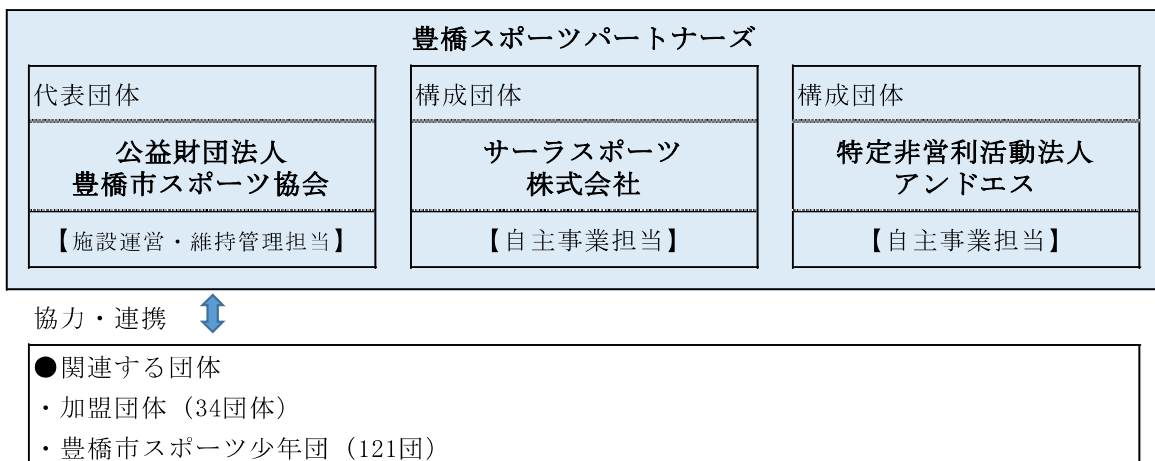 豊橋スポーツパートナーズ
代表団体
公益財団法人
豊橋市スポーツ協会
【施設運営・維持管理担当】
構成団体
サーラスポーツ
株式会社
【自主事業担当】
構成団体
特定非営利活動法人
アンドエス
【自主事業担当】
協力・連携
●関連する団体
・加盟団体（34団体）
・豊橋市スポーツ少年団（121団）